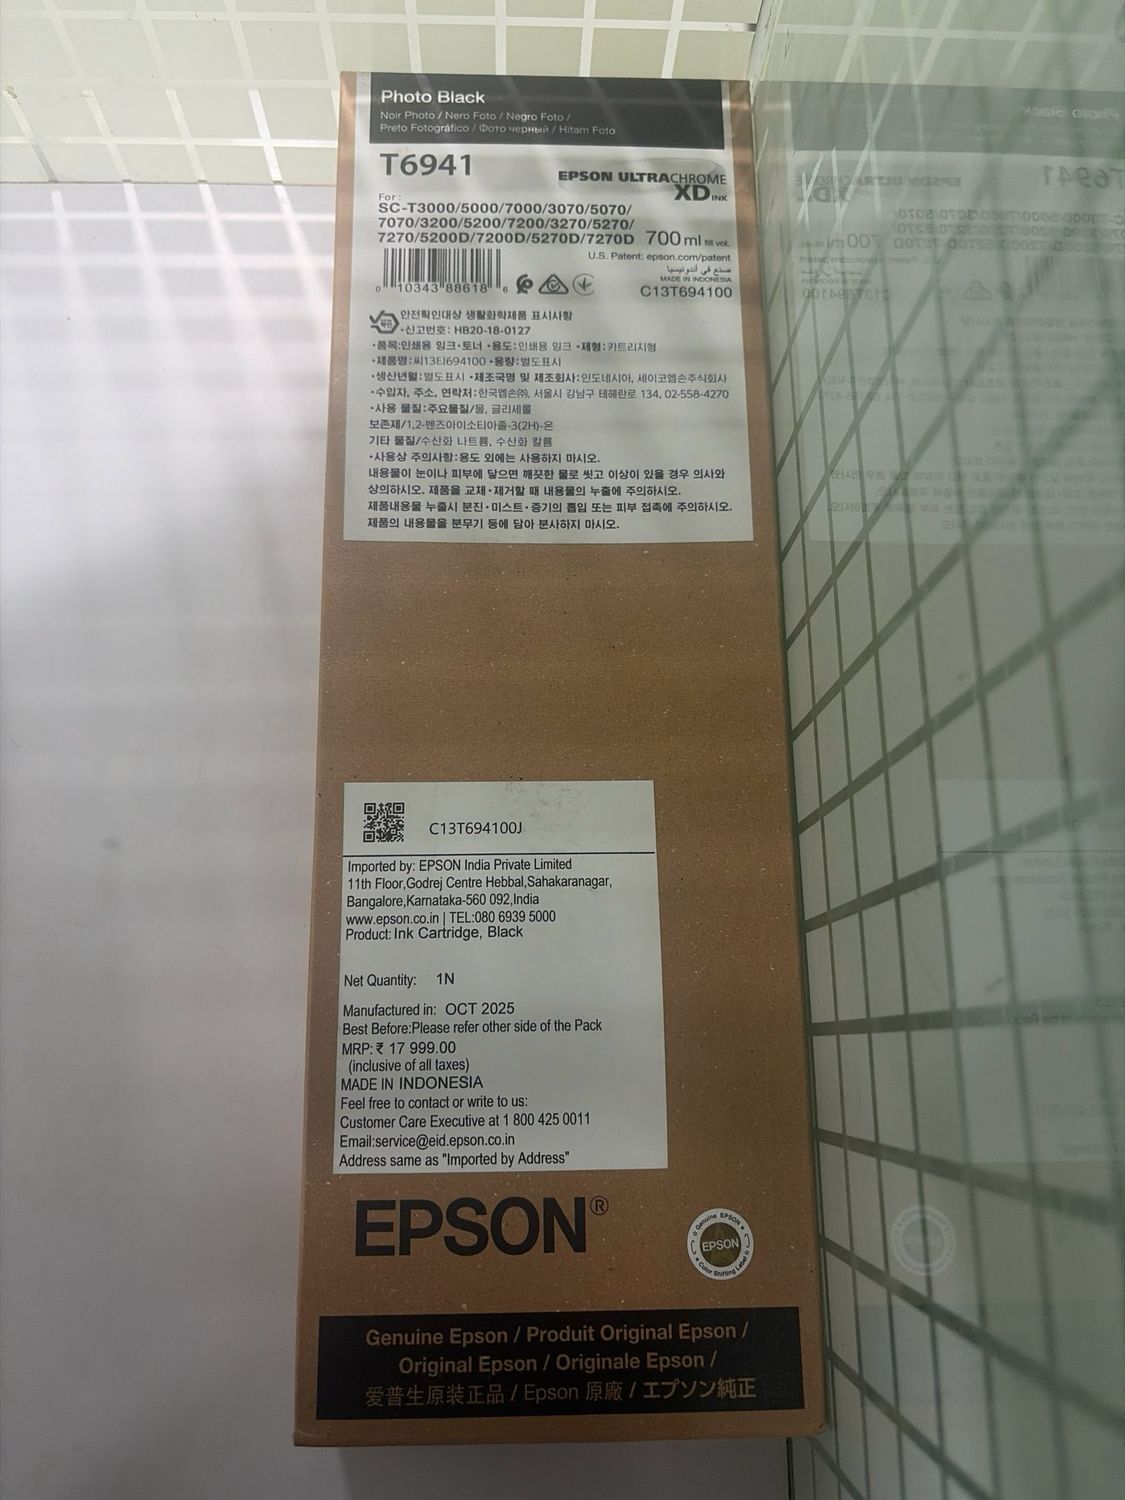 Photo Black
Noir Photo / Nero Foto / Negro Foto /
Preto Fotográfico / Фото черный / Hitam Foto
T6941
EPSON ULTRACHROME
XD INK
For :
SC-T3000/5000/7000/3070/5070/
7070/3200/5200/7200/3270/5270/
7270/5200D/7200D/5270D/7270D 700 ml fill vol.
U.S. Patent: epson.com/patent
صنع في أندونيسيا
MADE IN INDONESIA
0 10343 88618 6
C13T694100
안전확인대상 생활화학제품 표시사항
•신고번호: HB20-18-0127
•품목:인쇄용 잉크•토너 •용도:인쇄용 잉크 •제형:카트리지형
•제품명:씨13티694100 •용량:별도표시
•생산년월:별도표시 •제조국명 및 제조회사:인도네시아, 세이코엡손주식회사
•수입자, 주소, 연락처:한국엡손㈜, 서울시 강남구 테헤란로 134, 02-558-4270
•사용 물질:주요물질/물, 글리세롤
보존제/1,2-벤즈아이소티아졸-3(2H)-온
기타 물질/수산화 나트륨, 수산화 칼륨
•사용상 주의사항:용도 외에는 사용하지 마시오.
내용물이 눈이나 피부에 닿으면 깨끗한 물로 씻고 이상이 있을 경우 의사와
상의하시오. 제품을 교체•제거할 때 내용물의 누출에 주의하시오.
제품내용물 누출시 분진•미스트•증기의 흡입 또는 피부 접촉에 주의하시오.
제품의 내용물을 분무기 등에 담아 분사하지 마시오.
C13T694100J
Imported by: EPSON India Private Limited
11th Floor,Godrej Centre Hebbal,Sahakaranagar,
Bangalore,Karnataka-560 092,India
www.epson.co.in | TEL:080 6939 5000
Product: Ink Cartridge, Black
Net Quantity: 1N
Manufactured in: OCT 2025
Best Before:Please refer other side of the Pack
MRP: ₹ 17 999.00
(inclusive of all taxes)
MADE IN INDONESIA
Feel free to contact or write to us:
Customer Care Executive at 1 800 425 0011
Email:service@eid.epson.co.in
Address same as "Imported by Address"
EPSON®
Genuine EPSON
EPSON
Color Shifting Label
Genuine Epson / Produit Original Epson /
Original Epson / Originale Epson /
爱普生原装正品 / Epson 原廠 / エプソン純正